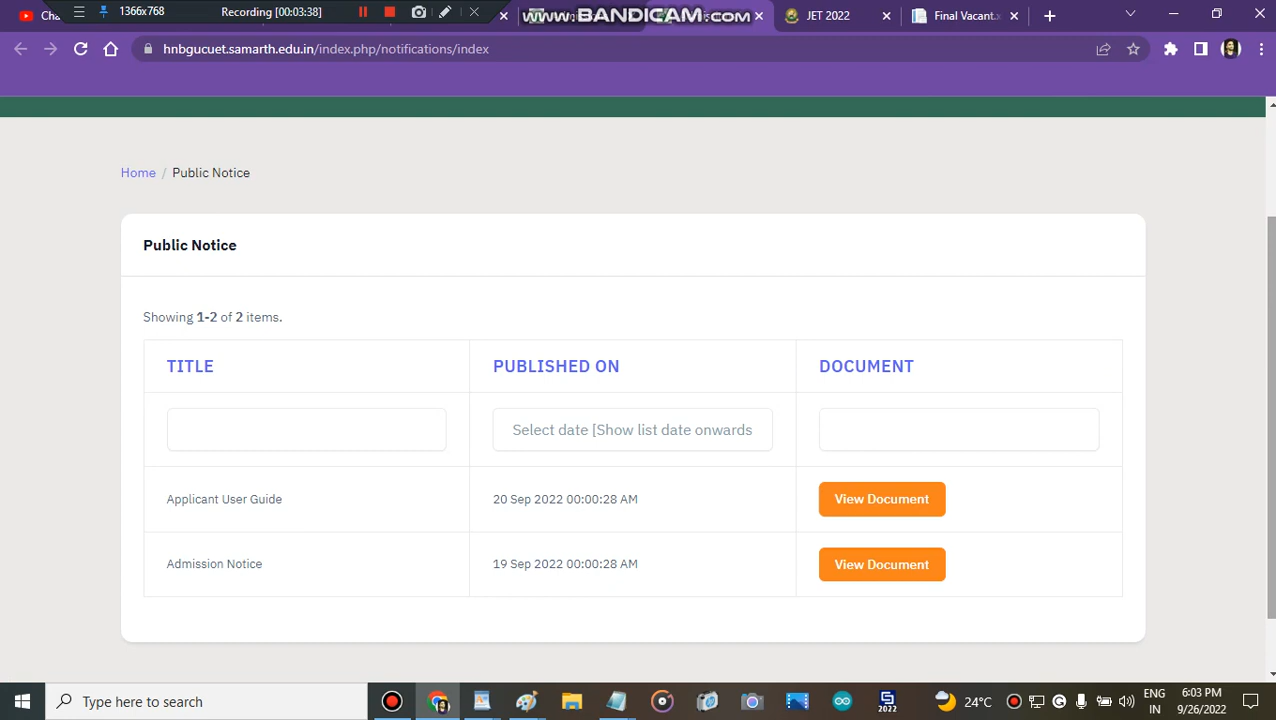 1366x768
Recording [00:03:38]
WWW.BANDICAM.COM
JET 2022
Final Vacant.x
hnbgucuet.samarth.edu.in/index.php/notifications/index
Home / Public Notice
Public Notice
Showing 1-2 of 2 items.
TITLE PUBLISHED ON DOCUMENT
Select date [Show list date onwards
Applicant User Guide 20 Sep 2022 00:00:28 AM View Document
Admission Notice 19 Sep 2022 00:00:28 AM View Document
Type here to search
2022
24°C
ENG
IN
6:03 PM
9/26/2022